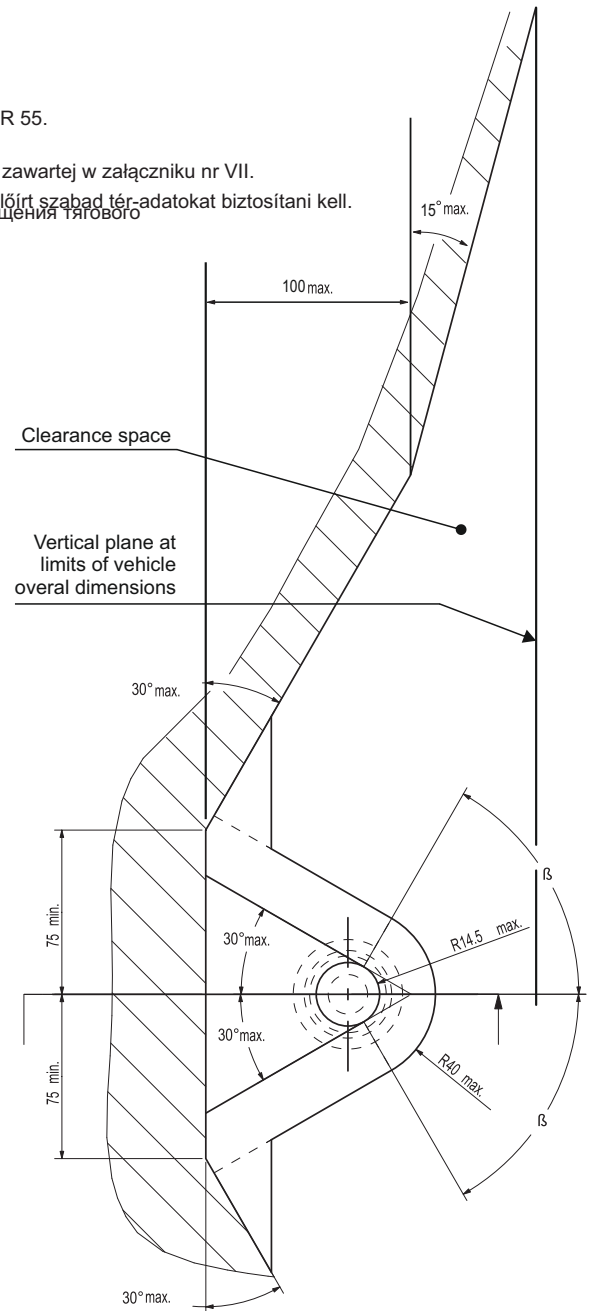 R 55.
zawartej w załączniku nr VII.
lőírt szabad tér-adatokat biztosítani kell.
щения тягового
15° max.
100 max.
Clearance space
Vertical plane at
limits of vehicle
overal dimensions
30° max.
ß
75 min.
R14.5 max.
30° max.
30° max.
75 min.
R40 max.
ß
30° max.